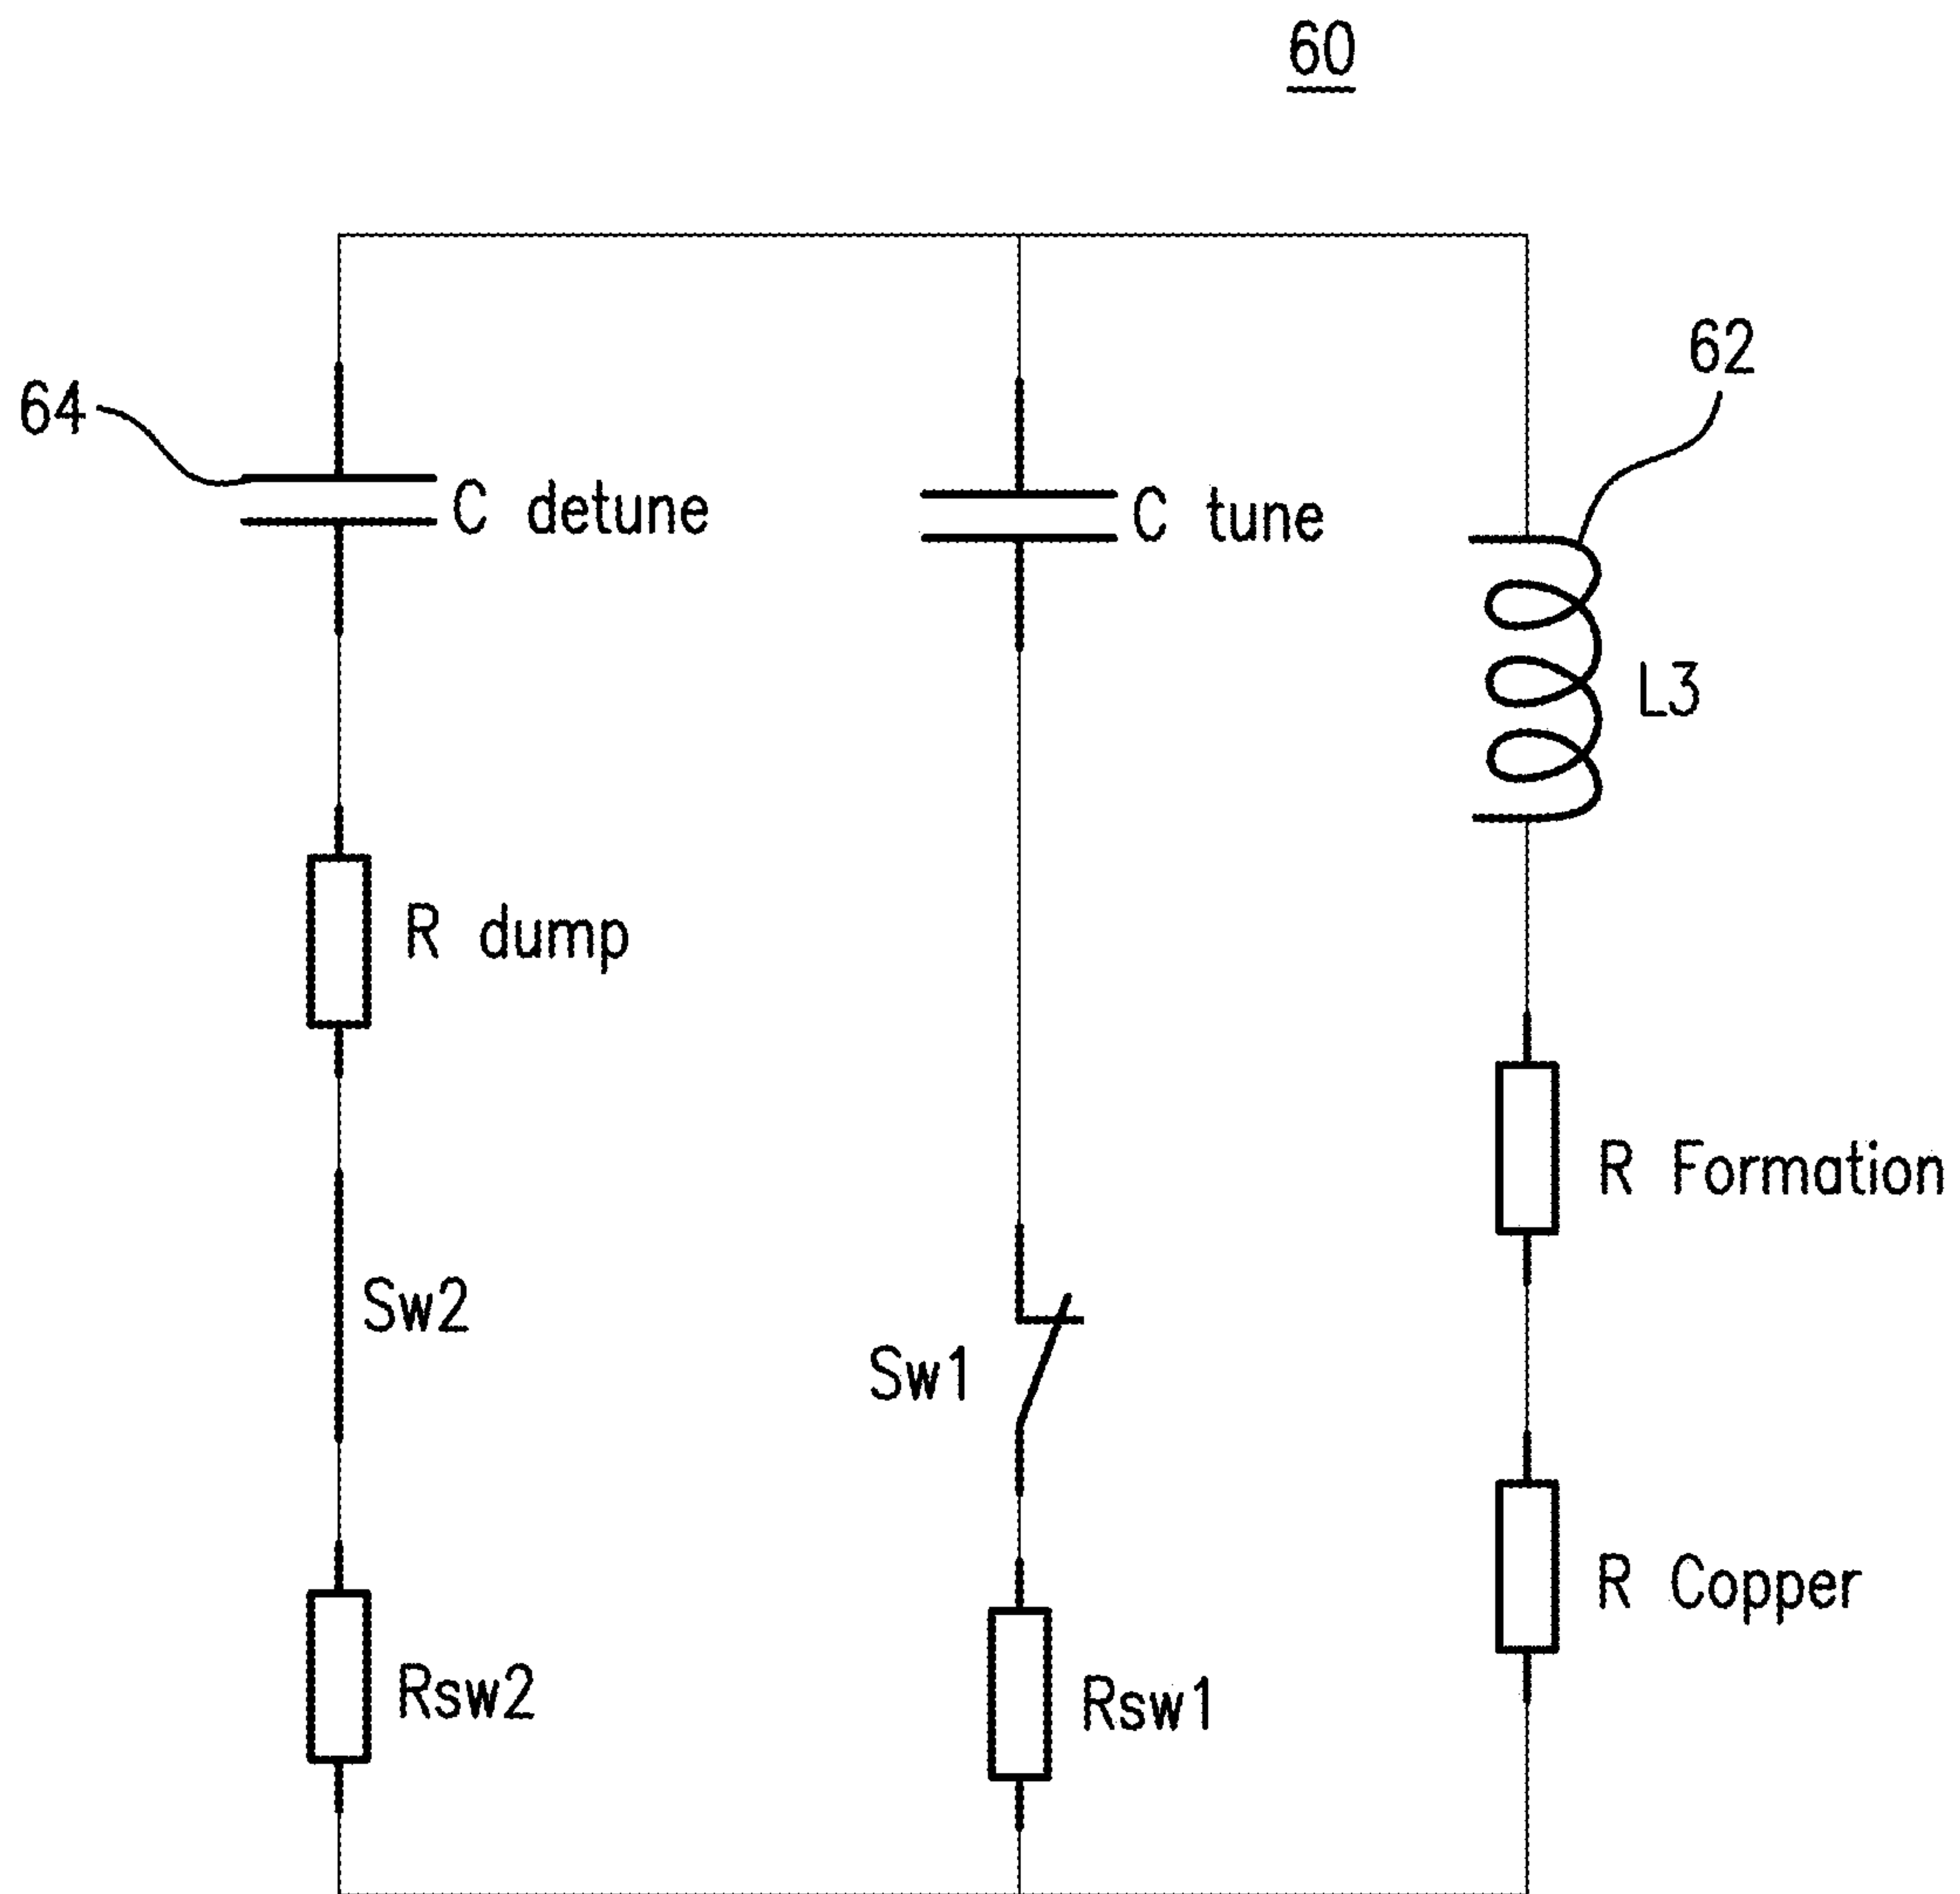 60
62
64
C detune
C tune
L3
R dump
R Formation
Sw2
Sw1
R Copper
Rsw2
Rsw1